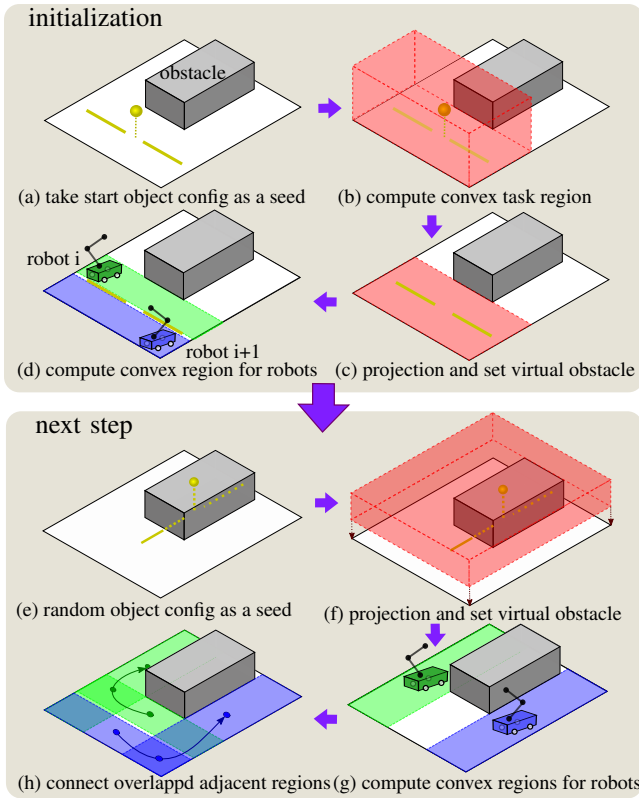 initialization
obstacle
(a) take start object config as a seed
(b) compute convex task region
robot i
robot i+1
(d) compute convex region for robots
(c) projection and set virtual obstacle
next step
(e) random object config as a seed
(f) projection and set virtual obstacle
(h) connect overlappd adjacent regions
(g) compute convex regions for robots